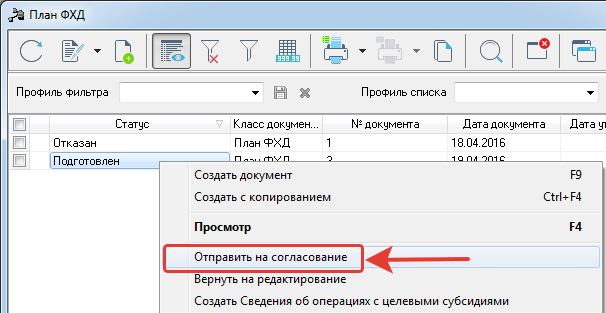 План ФХД
Профиль фильтра Профиль списка
Статус Класс докумен... № документа Дата документа Дата ут
Отказан План ФХД 1 18.04.2016
Подготовлен План ФХД 3 19.04.2016
Создать документ F9
Создать с копированием Ctrl+F4
Просмотр F4
Отправить на согласование
Вернуть на редактирование
Создать Сведения об операциях с целевыми субсидиями